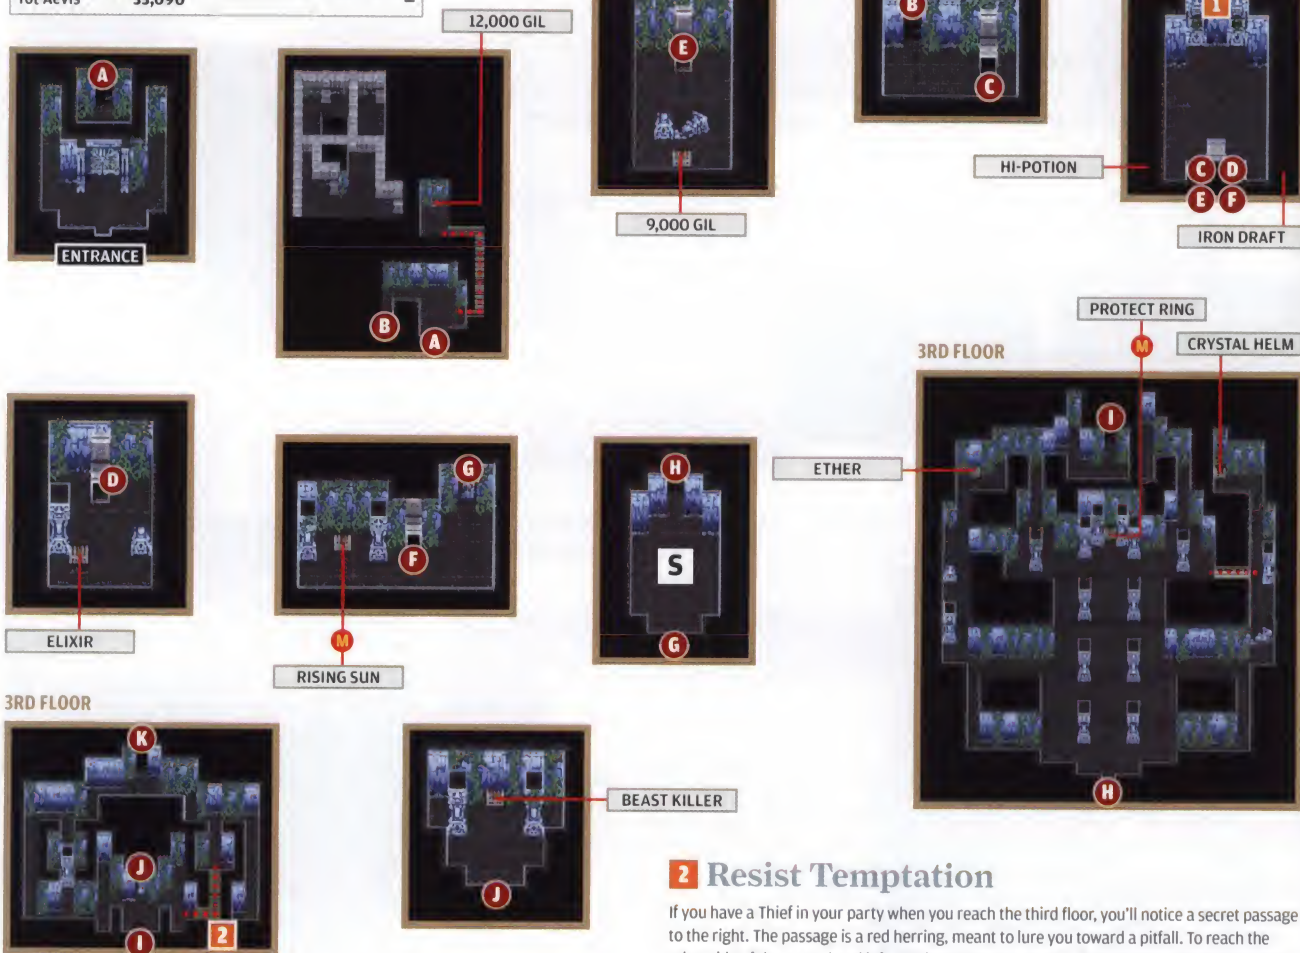 12,000 GIL
A
E
B
C
1
HI-POTION
C D
E F
9,000 GIL
IRON DRAFT
ENTRANCE
B
A
PROTECT RING
M
CRYSTAL HELM
3RD FLOOR
I
ETHER
D
G
F
H
S
G
ELIXIR
M
RISING SUN
H
3RD FLOOR
K
J
I
2
BEAST KILLER
J
2 Resist Temptation
If you have a Thief in your party when you reach the third floor, you'll notice a secret passage
to the right. The passage is a red herring, meant to lure you toward a pitfall. To reach the